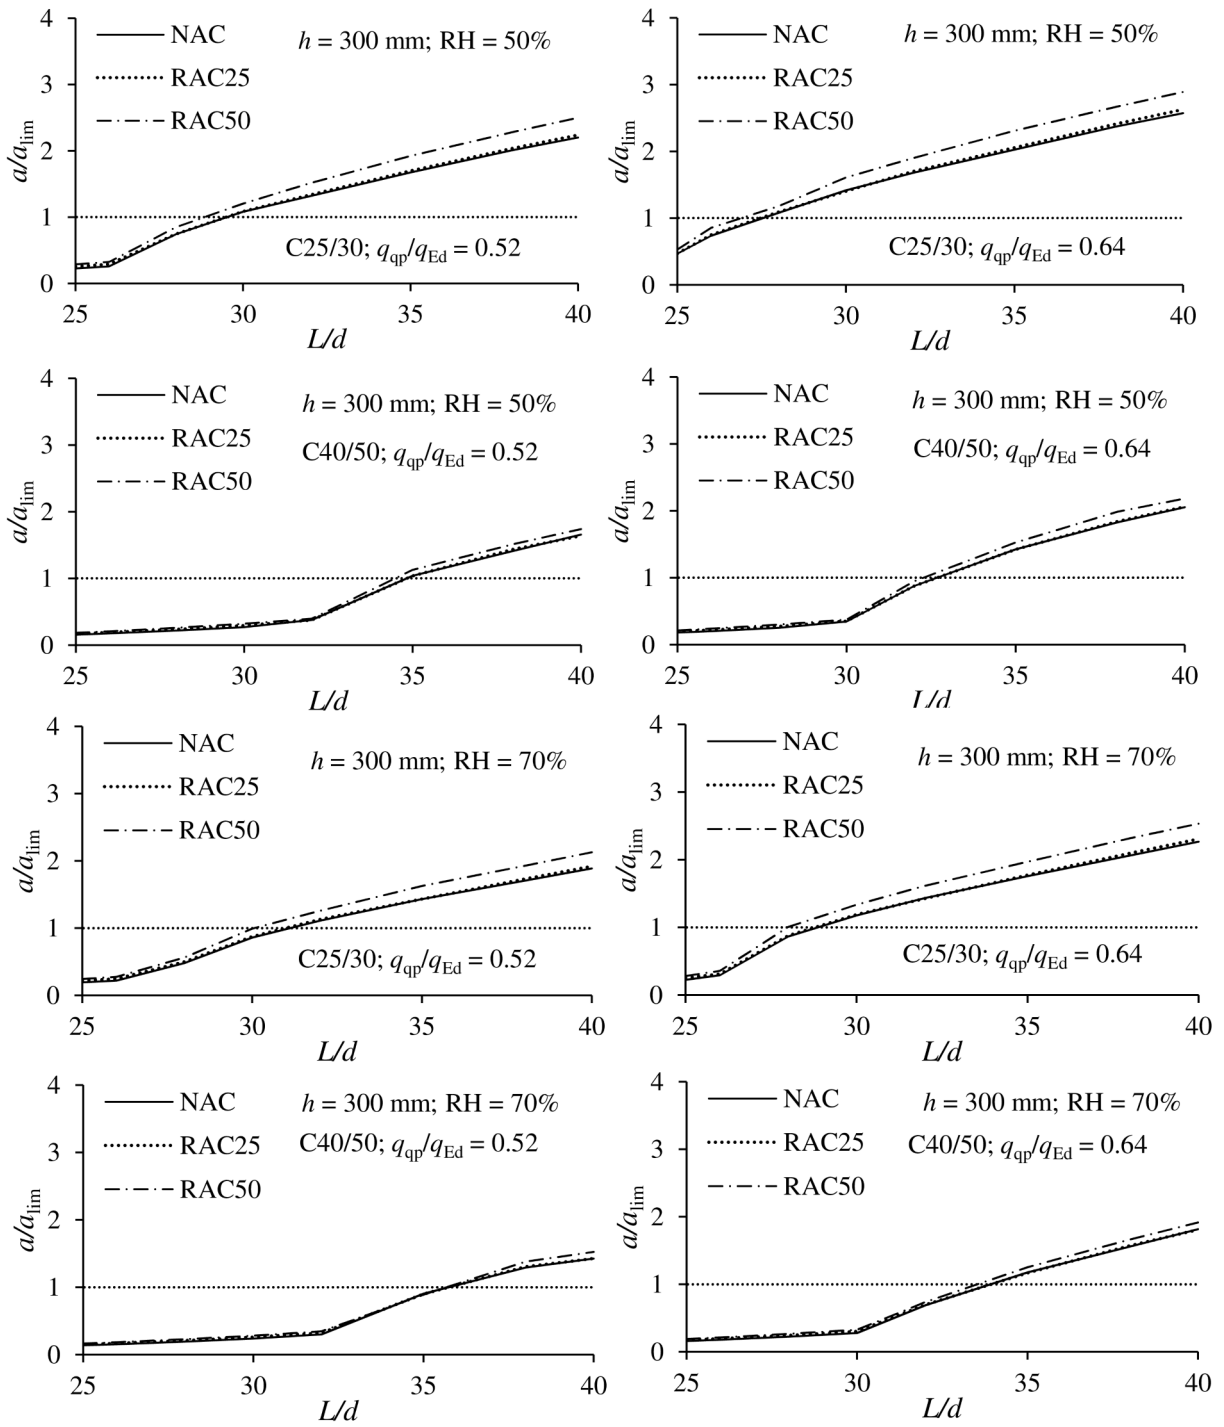 4
NAC
h = 300 mm; RH = 50%
3
RAC25
RAC50
a/alim
2
1
C25/30; qqp/qEd = 0.52
0
25 30 35 40
L/d
4
NAC
h = 300 mm; RH = 50%
3
RAC25
RAC50
a/alim
2
1
C25/30; qqp/qEd = 0.64
0
25 30 35 40
L/d
4
NAC
h = 300 mm; RH = 50%
3
RAC25
C40/50; qqp/qEd = 0.52
RAC50
a/alim
2
1
0
25 30 35 40
L/d
4
NAC
h = 300 mm; RH = 50%
3
RAC25
C40/50; qqp/qEd = 0.64
RAC50
a/alim
2
1
0
25 30 35 40
L/d
4
NAC
h = 300 mm; RH = 70%
3
RAC25
RAC50
a/alim
2
1
C25/30; qqp/qEd = 0.52
0
25 30 35 40
L/d
4
NAC
h = 300 mm; RH = 70%
3
RAC25
RAC50
a/alim
2
1
C25/30; qqp/qEd = 0.64
0
25 30 35 40
L/d
4
NAC
h = 300 mm; RH = 70%
3
RAC25
C40/50; qqp/qEd = 0.52
RAC50
a/alim
2
1
0
25 30 35 40
L/d
4
NAC
h = 300 mm; RH = 70%
3
RAC25
C40/50; qqp/qEd = 0.64
RAC50
a/alim
2
1
0
25 30 35 40
L/d